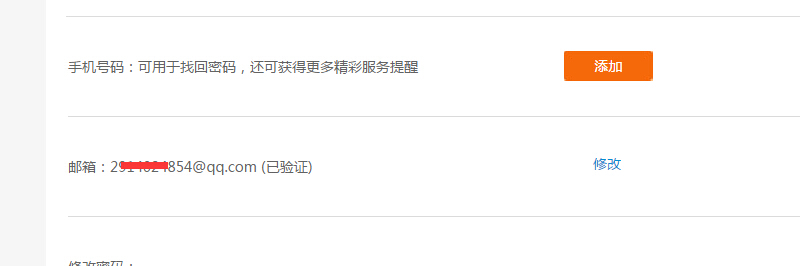 手机号码：可用于找回密码，还可获得更多精彩服务提醒
添加
邮箱：29 854@qq.com (已验证)
修改
修改密码：